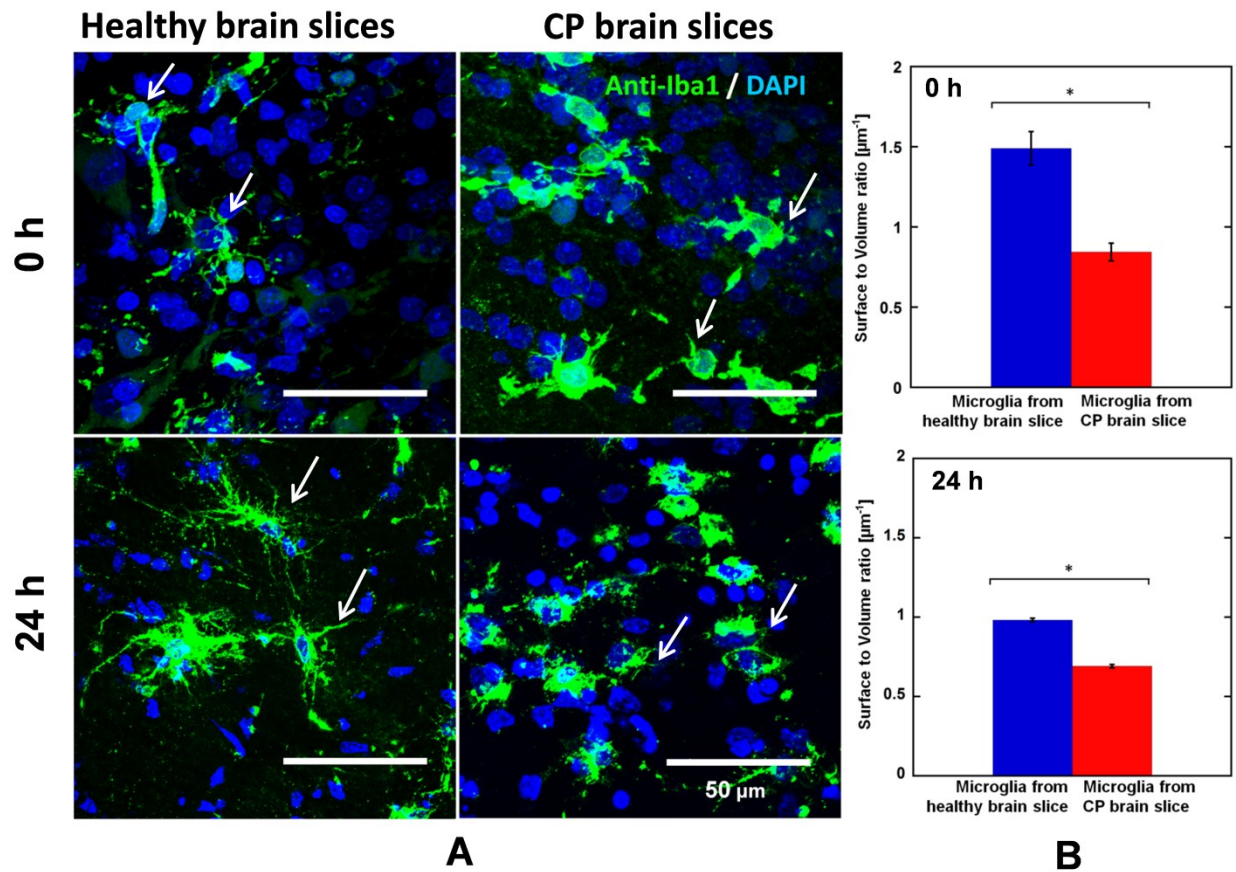 Healthy brain slices
CP brain slices
0 h
Anti-Iba1 / DAPI
24 h
50 µm
A
0 h
*
Surface to Volume ratio [µm⁻¹]
2
1.5
1
0.5
0
Microglia from
healthy brain slice
Microglia from
CP brain slice
24 h
*
Surface to Volume ratio [µm⁻¹]
2
1.5
1
0.5
0
Microglia from
healthy brain slice
Microglia from
CP brain slice
B